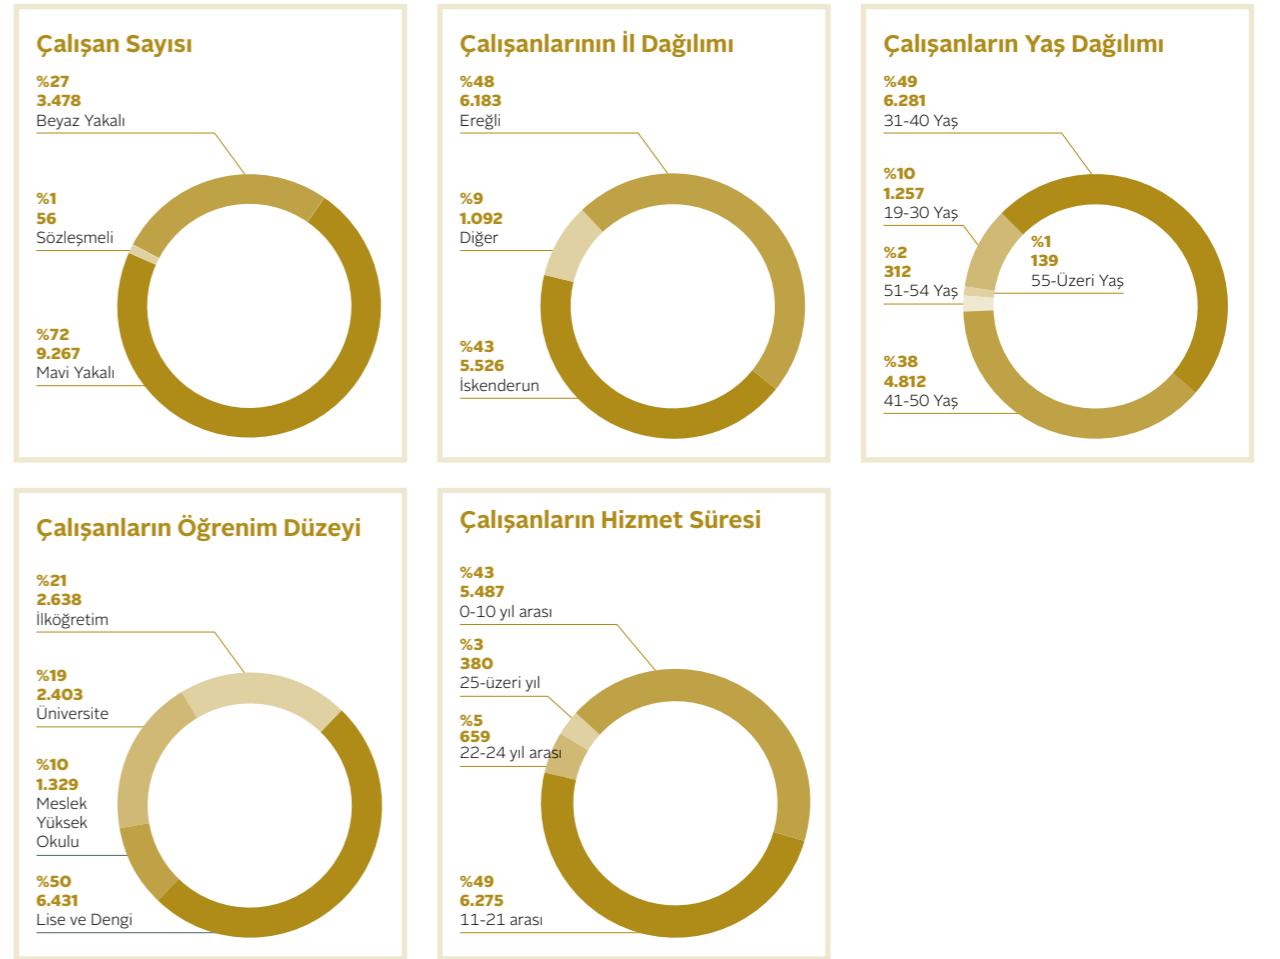 Çalışan Sayısı
%27
3.478
Beyaz Yakalı
%1
56
Sözleşmeli
%72
9.267
Mavi Yakalı
Çalışanlarının İl Dağılımı
%48
6.183
Ereğli
%9
1.092
Diğer
%43
5.526
İskenderun
Çalışanların Yaş Dağılımı
%49
6.281
31-40 Yaş
%10
1.257
19-30 Yaş
%1
139
55-Üzeri Yaş
%2
312
51-54 Yaş
%38
4.812
41-50 Yaş
Çalışanların Öğrenim Düzeyi
%21
2.638
İlköğretim
%19
2.403
Üniversite
%10
1.329
Meslek
Yüksek
Okulu
%50
6.431
Lise ve Dengi
Çalışanların Hizmet Süresi
%43
5.487
0-10 yıl arası
%3
380
25-üzeri yıl
%5
659
22-24 yıl arası
%49
6.275
11-21 arası